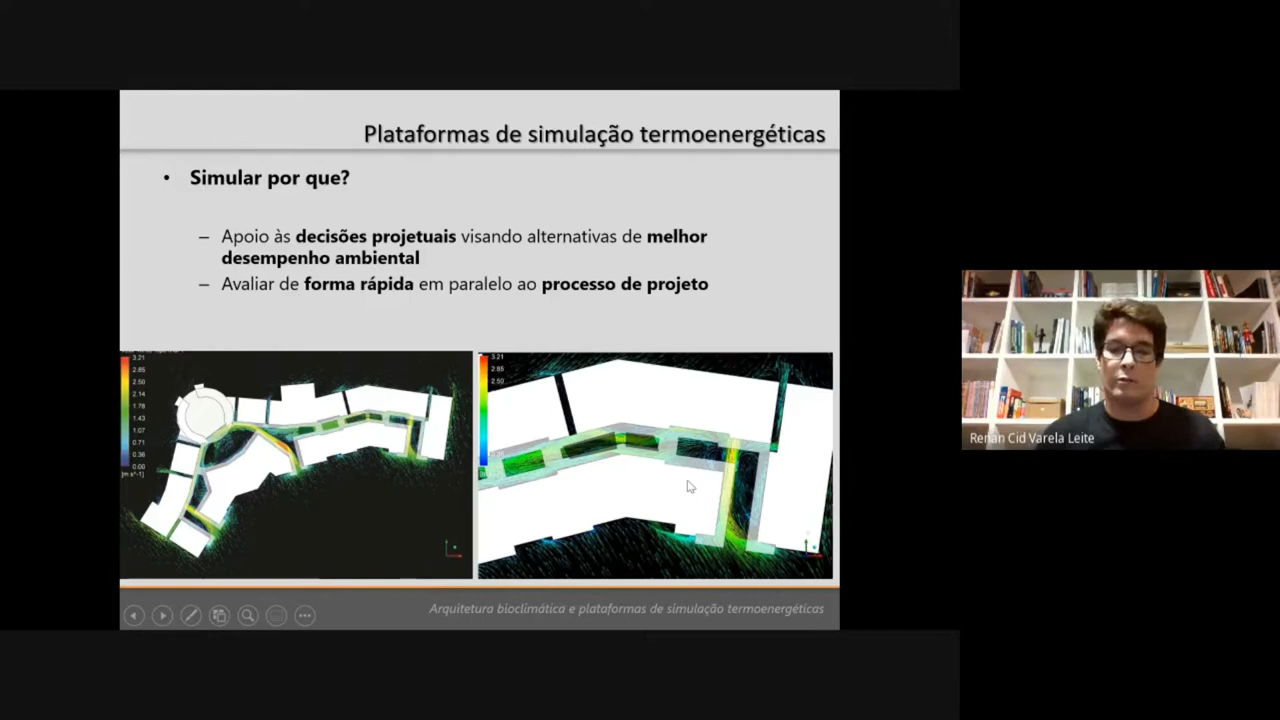 Plataformas de simulação termoenergéticas
• Simular por que?
– Apoio às decisões projetuais visando alternativas de melhor
desempenho ambiental
– Avaliar de forma rápida em paralelo ao processo de projeto
3.21
2.85
2.50
2.14
1.78
1.43
1.07
0.71
0.36
0.00
[m s^-1]
3.21
2.85
2.50
Renan Cid Varela Leite
Arquitetura bioclimática e plataformas de simulação termoenergéticas